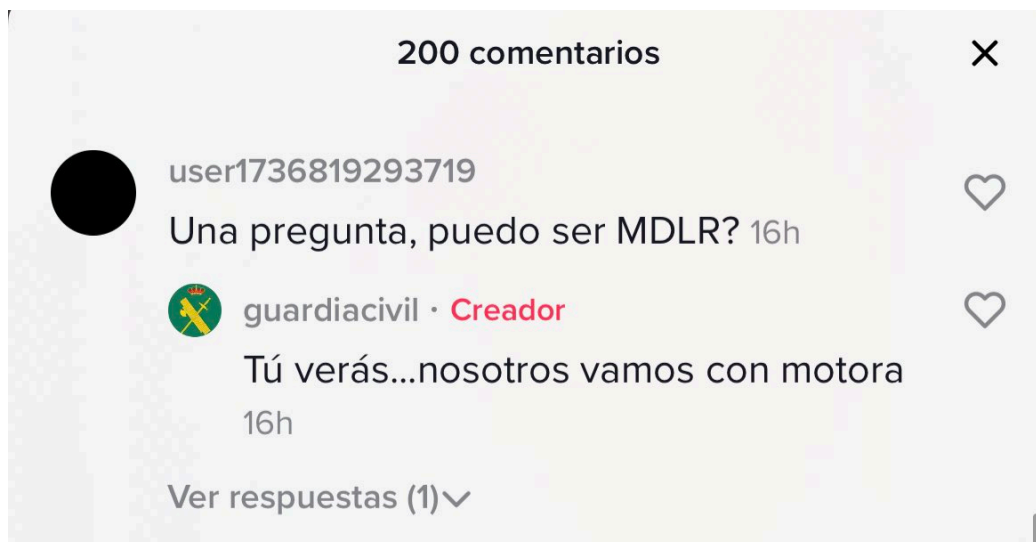 200 comentarios
user1736819293719
Una pregunta, puedo ser MDLR? 16h
guardiacivil · Creador
Tú verás...nosotros vamos con motora
16h
Ver respuestas (1)